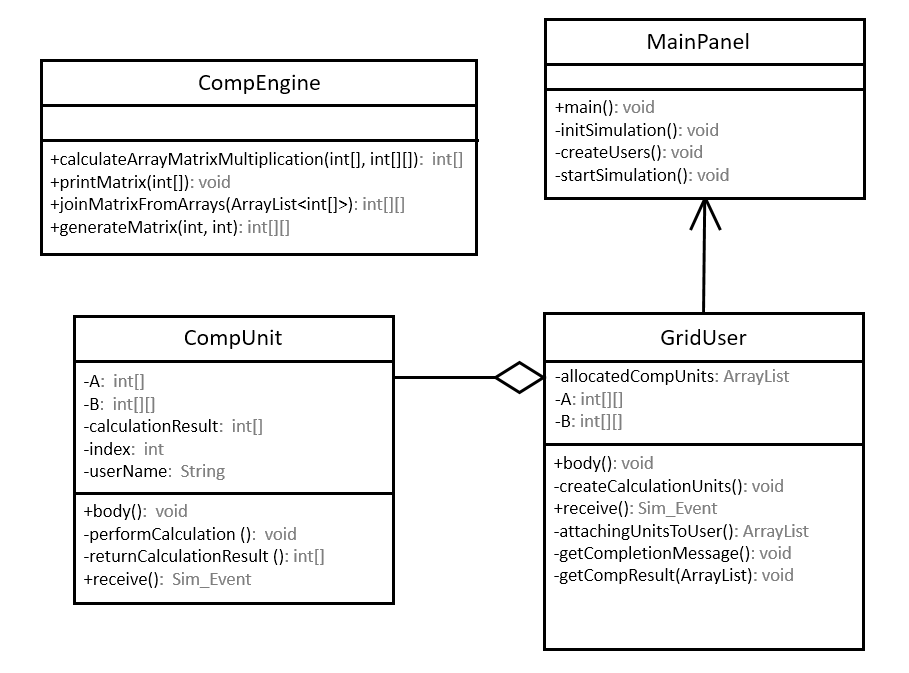 CompEngine
+calculateArrayMatrixMultiplication(int[], int[][]): int[]
+printMatrix(int[]): void
+joinMatrixFromArrays(ArrayList<int[]>): int[][]
+generateMatrix(int, int): int[][]
MainPanel
+main(): void
-initSimulation(): void
-createUsers(): void
-startSimulation(): void
CompUnit
-A: int[]
-B: int[][]
-calculationResult: int[]
-index: int
-userName: String
+body(): void
-performCalculation (): void
-returnCalculationResult (): int[]
+receive(): Sim_Event
GridUser
-allocatedCompUnits: ArrayList
-A: int[][]
-B: int[][]
+body(): void
-createCalculationUnits(): void
+receive(): Sim_Event
-attachingUnitsToUser(): ArrayList
-getCompletionMessage(): void
-getCompResult(ArrayList): void